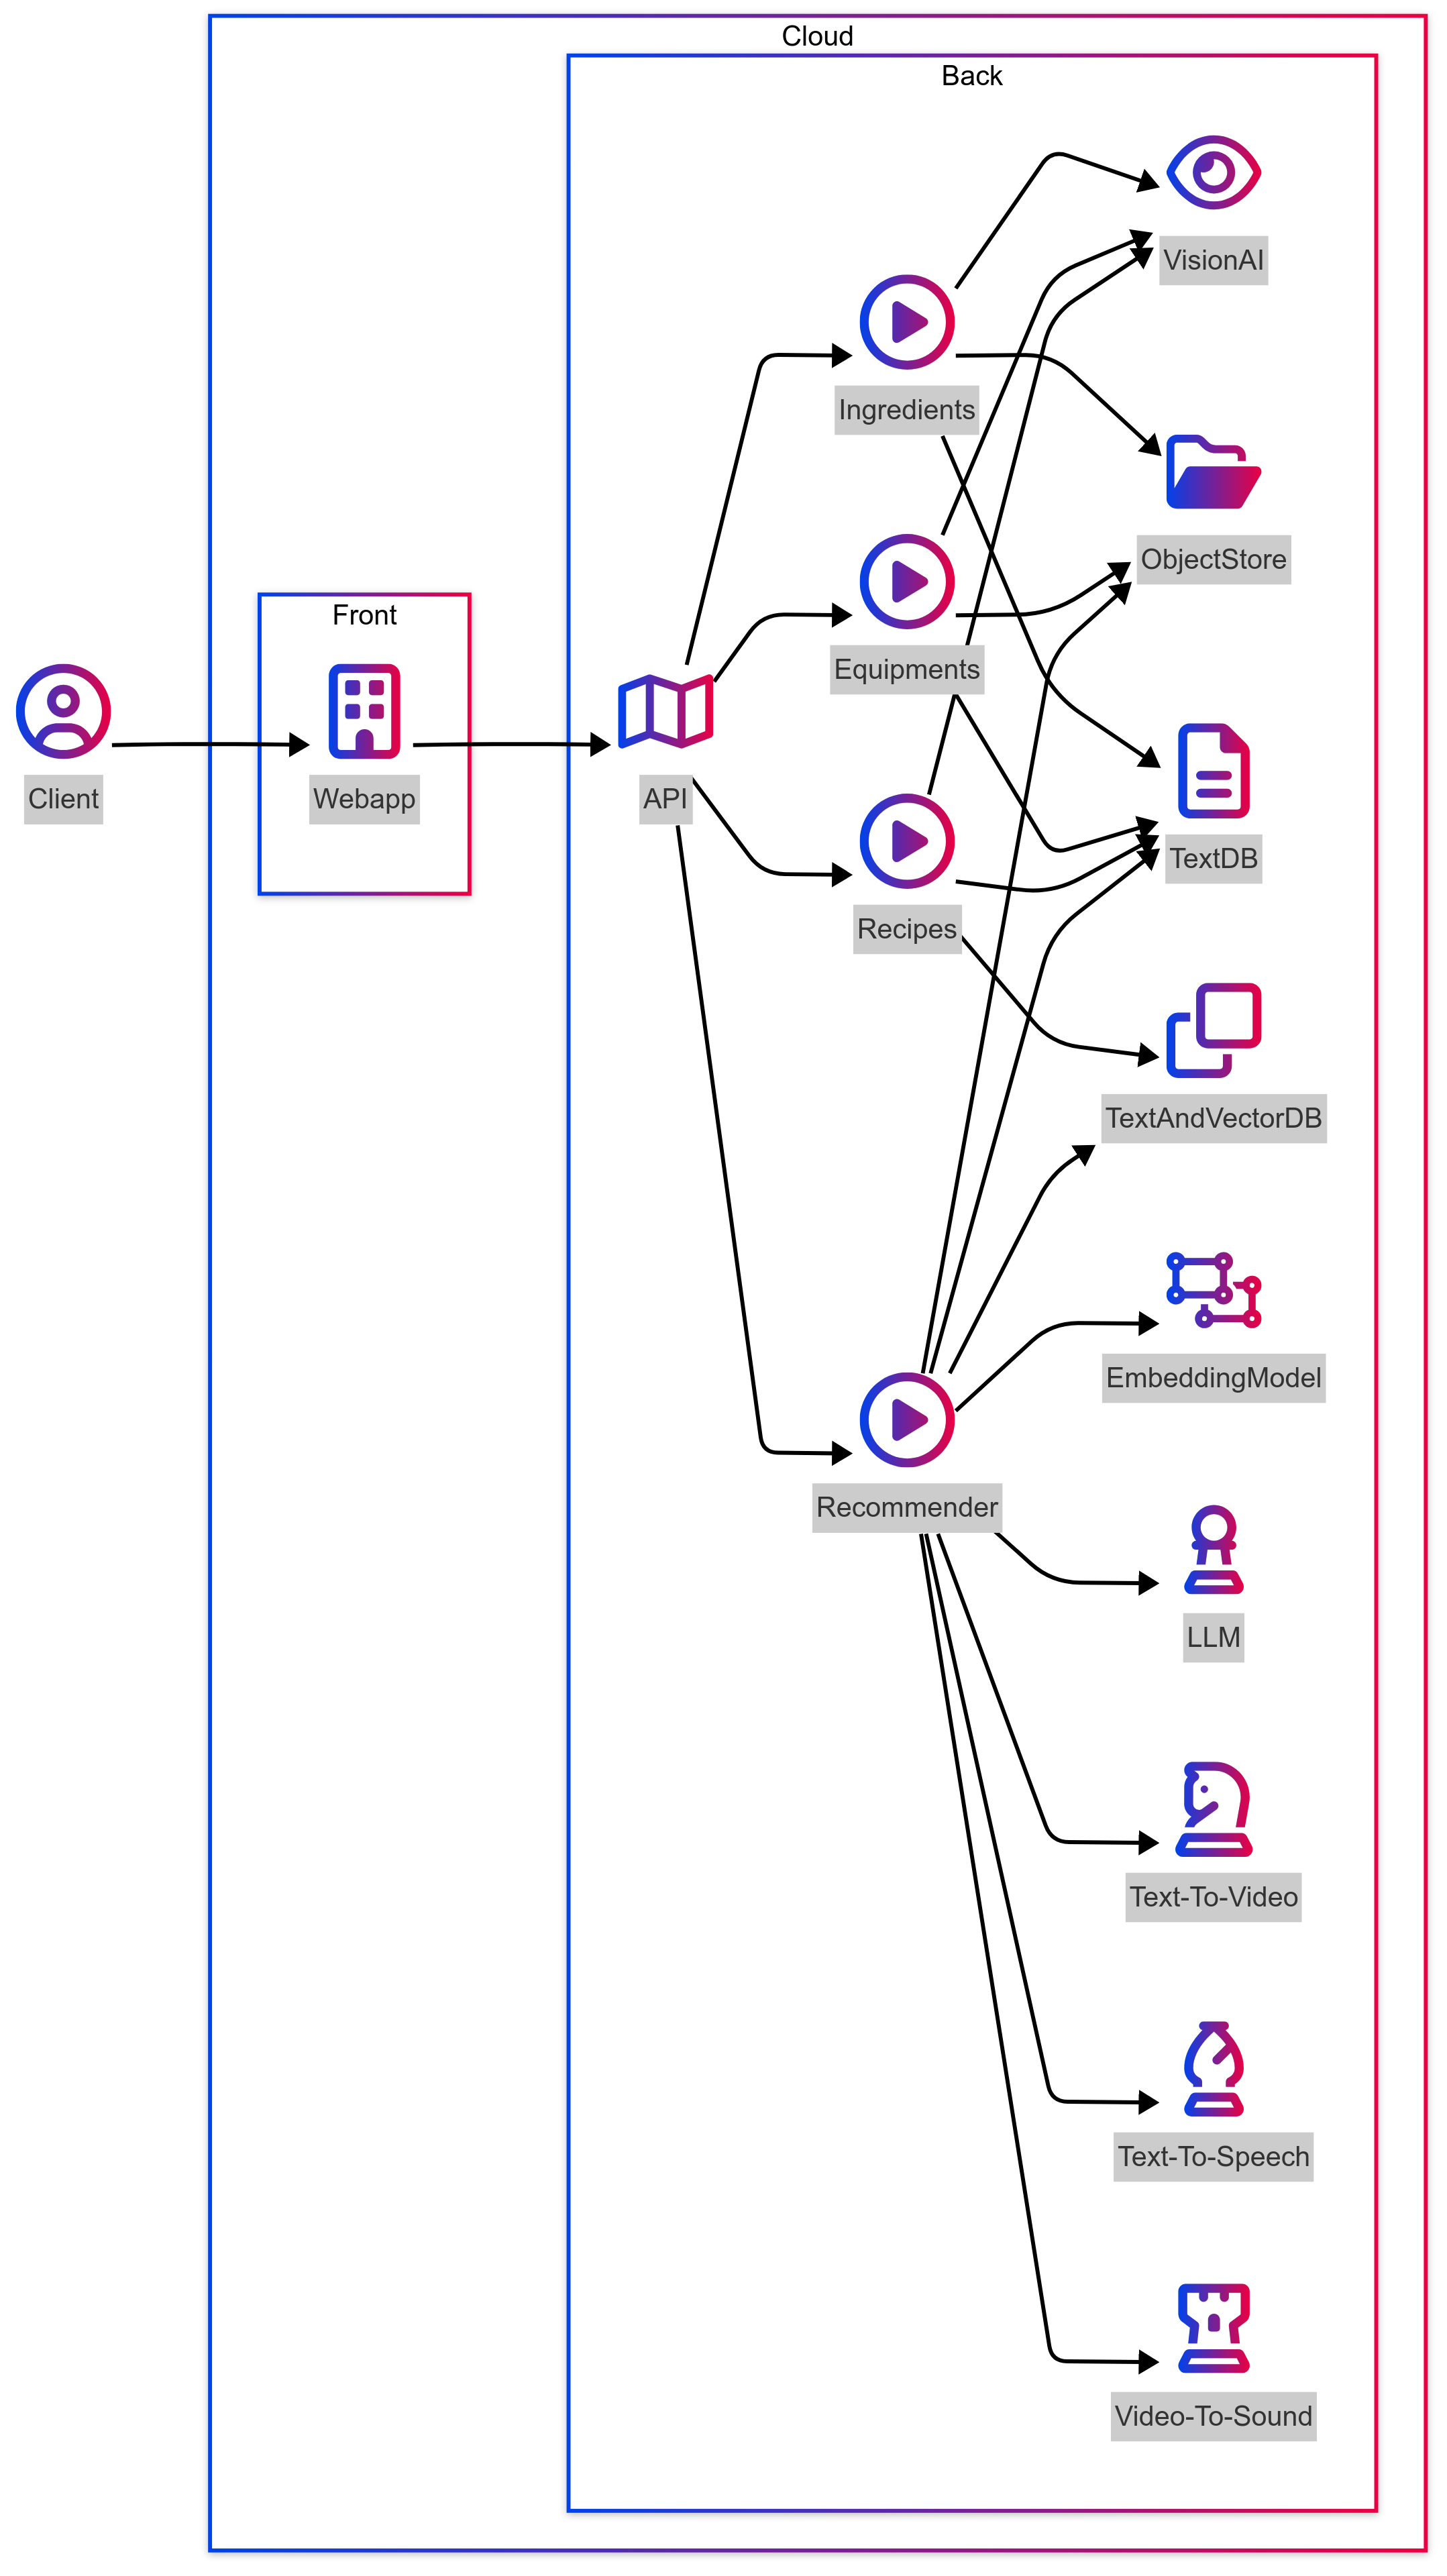 Cloud
Back
VisionAI
Ingredients
ObjectStore
Front
Equipments
Client
Webapp
API
TextDB
Recipes
TextAndVectorDB
EmbeddingModel
Recommender
LLM
Text-To-Video
Text-To-Speech
Video-To-Sound